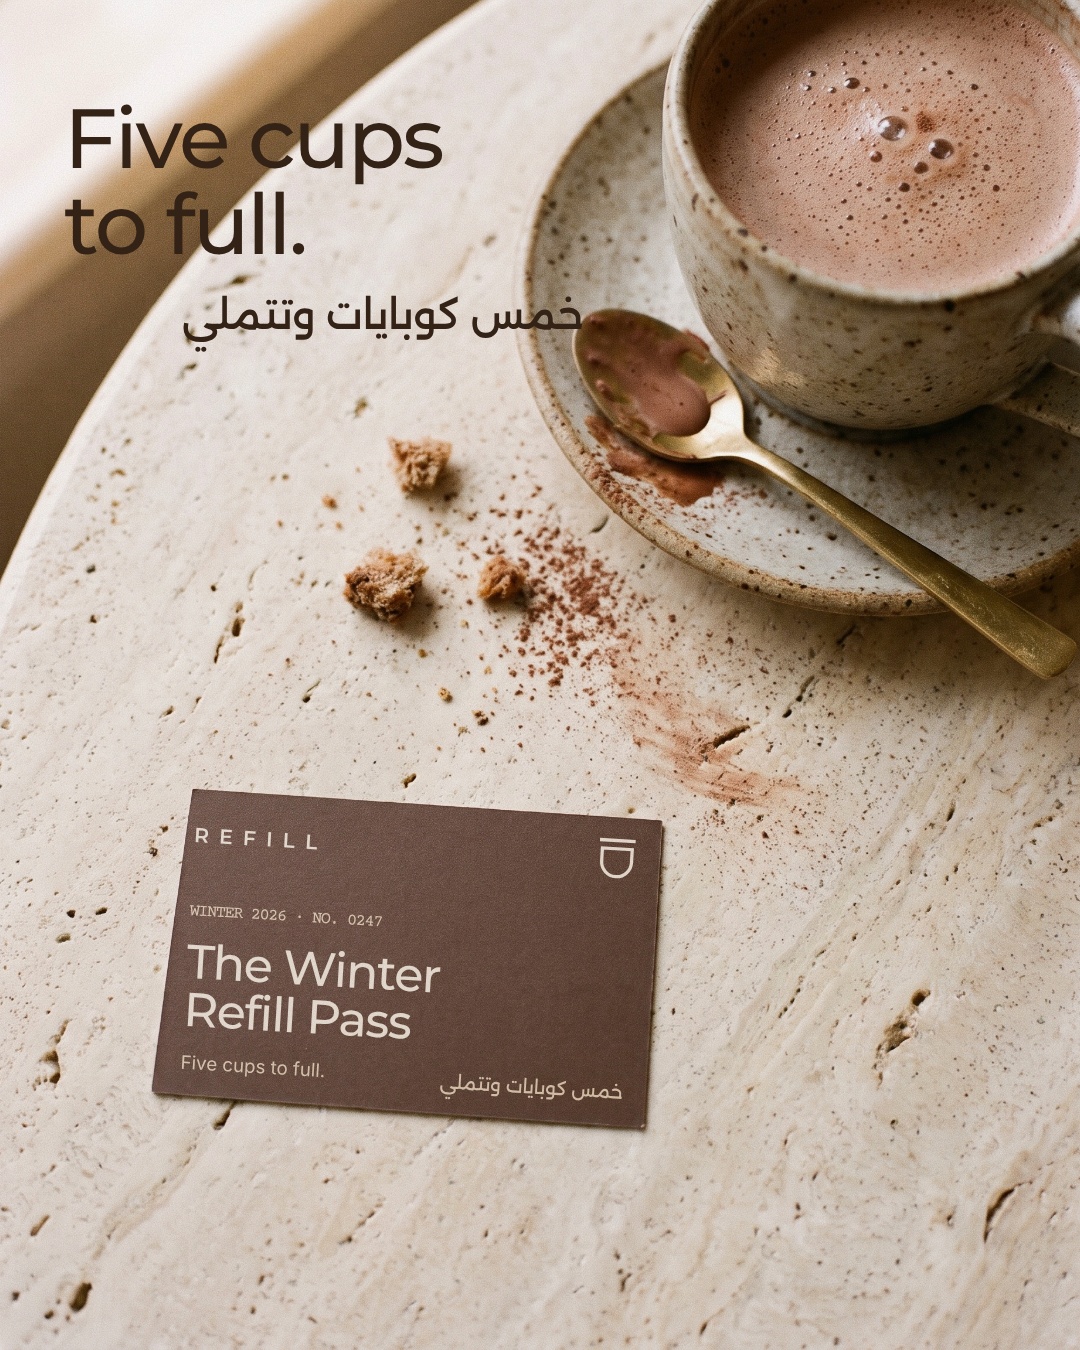 Five cups
to full.
خمس كوبايات وتتملي
REFILL
WINTER 2026 · NO. 0247
The Winter
Refill Pass
Five cups to full.
خمس كوبايات وتتملي